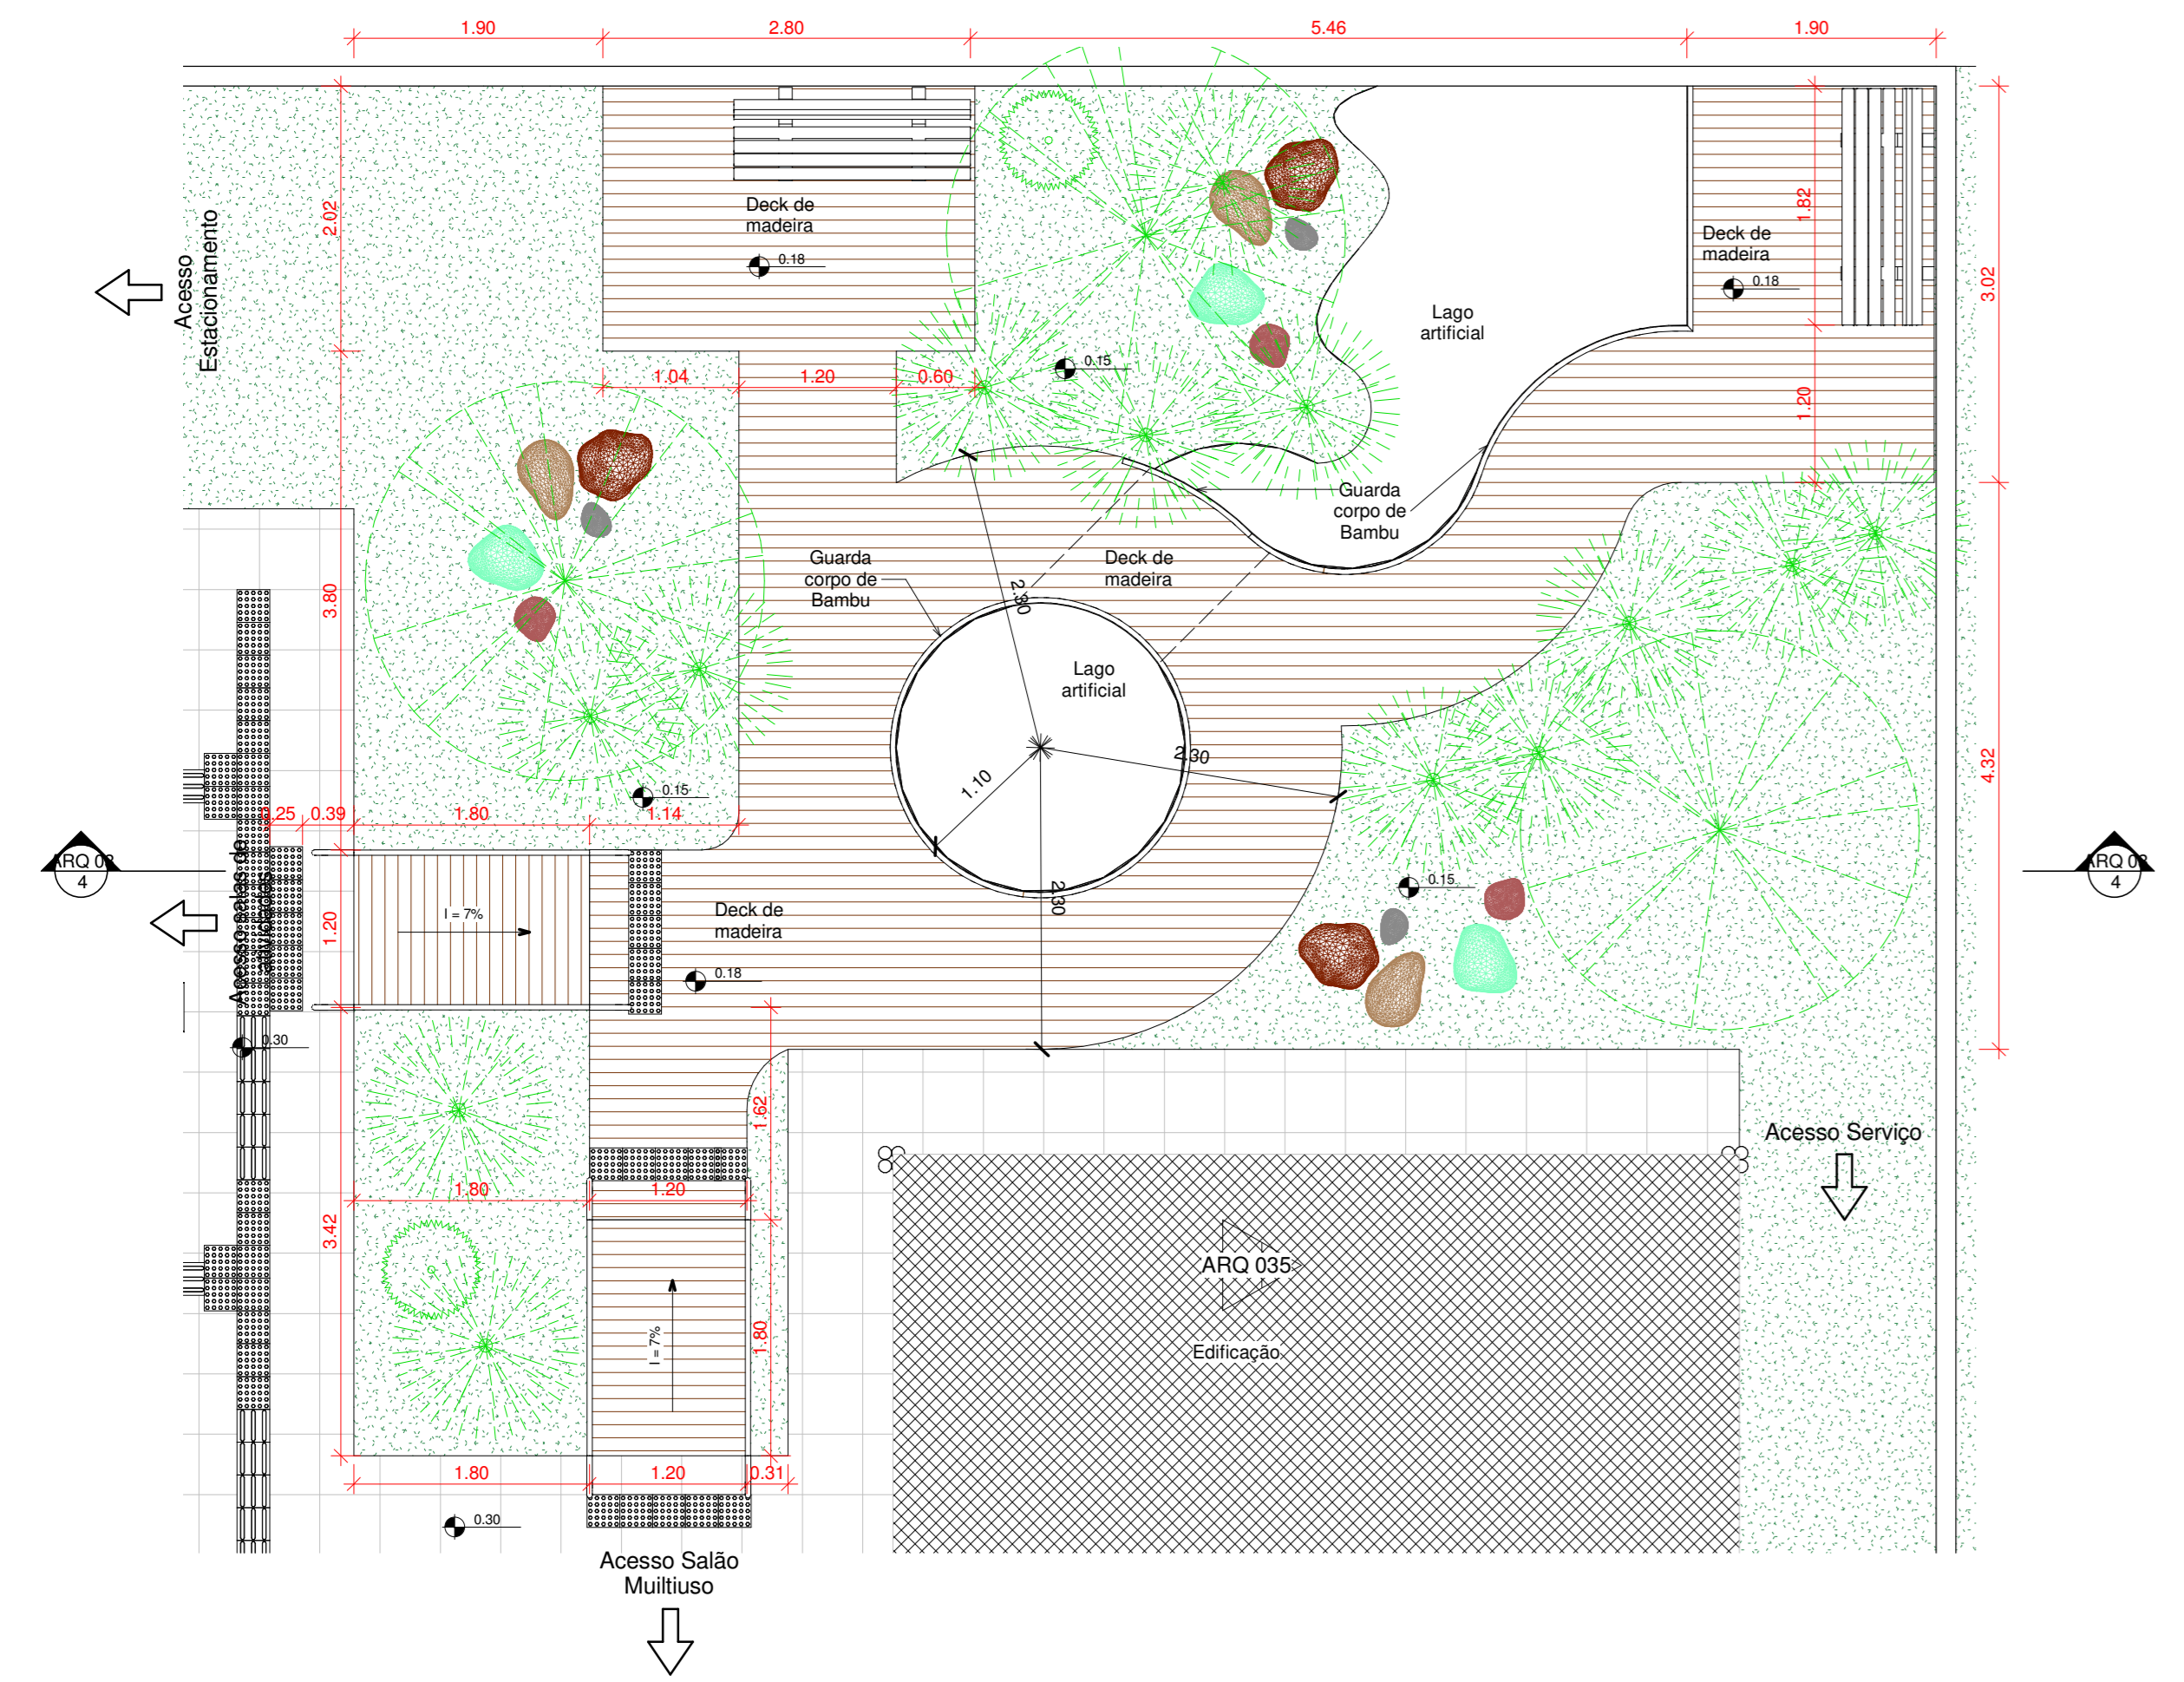 1.90
2.80
5.46
1.90
2.02
Acesso
Estacionamento
Deck de
madeira
0.18
Lago
artificial
Deck de
madeira
0.18
1.82
3.02
1.20
0.15
1.04
1.20
0.60
Guarda
corpo de
Bambu
Guarda
corpo de
Bambu
Deck de
madeira
2.30
3.80
Lago
artificial
1.10
2.30
2.30
4.32
0.15
0.25
0.39
1.80
1.14
ARQ 03
4
Acesso salas de
atividades
1.20
I = 7%
Deck de
madeira
0.18
0.15
ARQ 03
4
0.30
1.62
Acesso Serviço
1.80
1.20
3.42
I = 7%
1.80
ARQ 035
Edificação
1.80
1.20
0.31
0.30
Acesso Salão
Muiltiuso